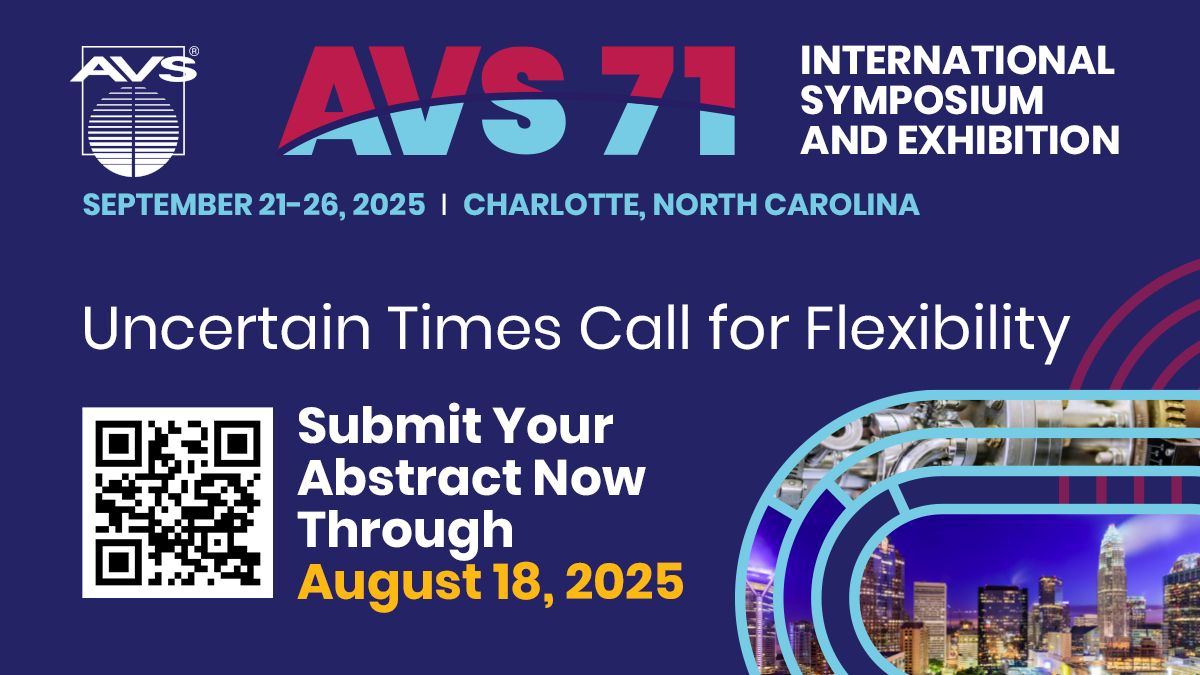 AVS®
AVS 71
INTERNATIONAL
SYMPOSIUM
AND EXHIBITION
SEPTEMBER 21–26, 2025 | CHARLOTTE, NORTH CAROLINA
Uncertain Times Call for Flexibility
Submit Your
Abstract Now
Through
August 18, 2025